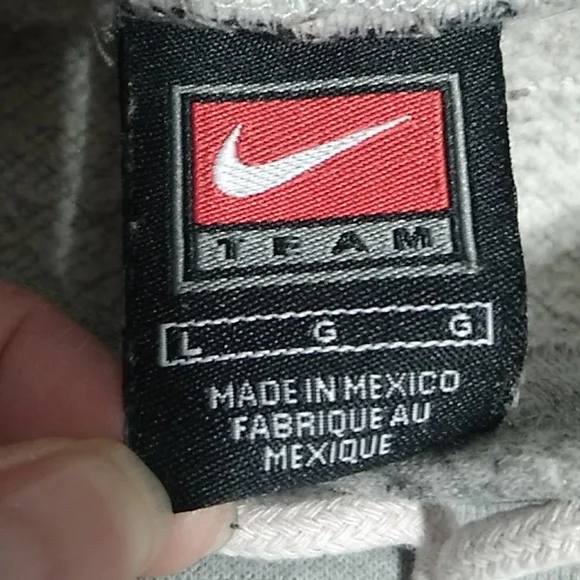 TEAM
L G G
MADE IN MEXICO
FABRIQUE AU
MEXIQUE